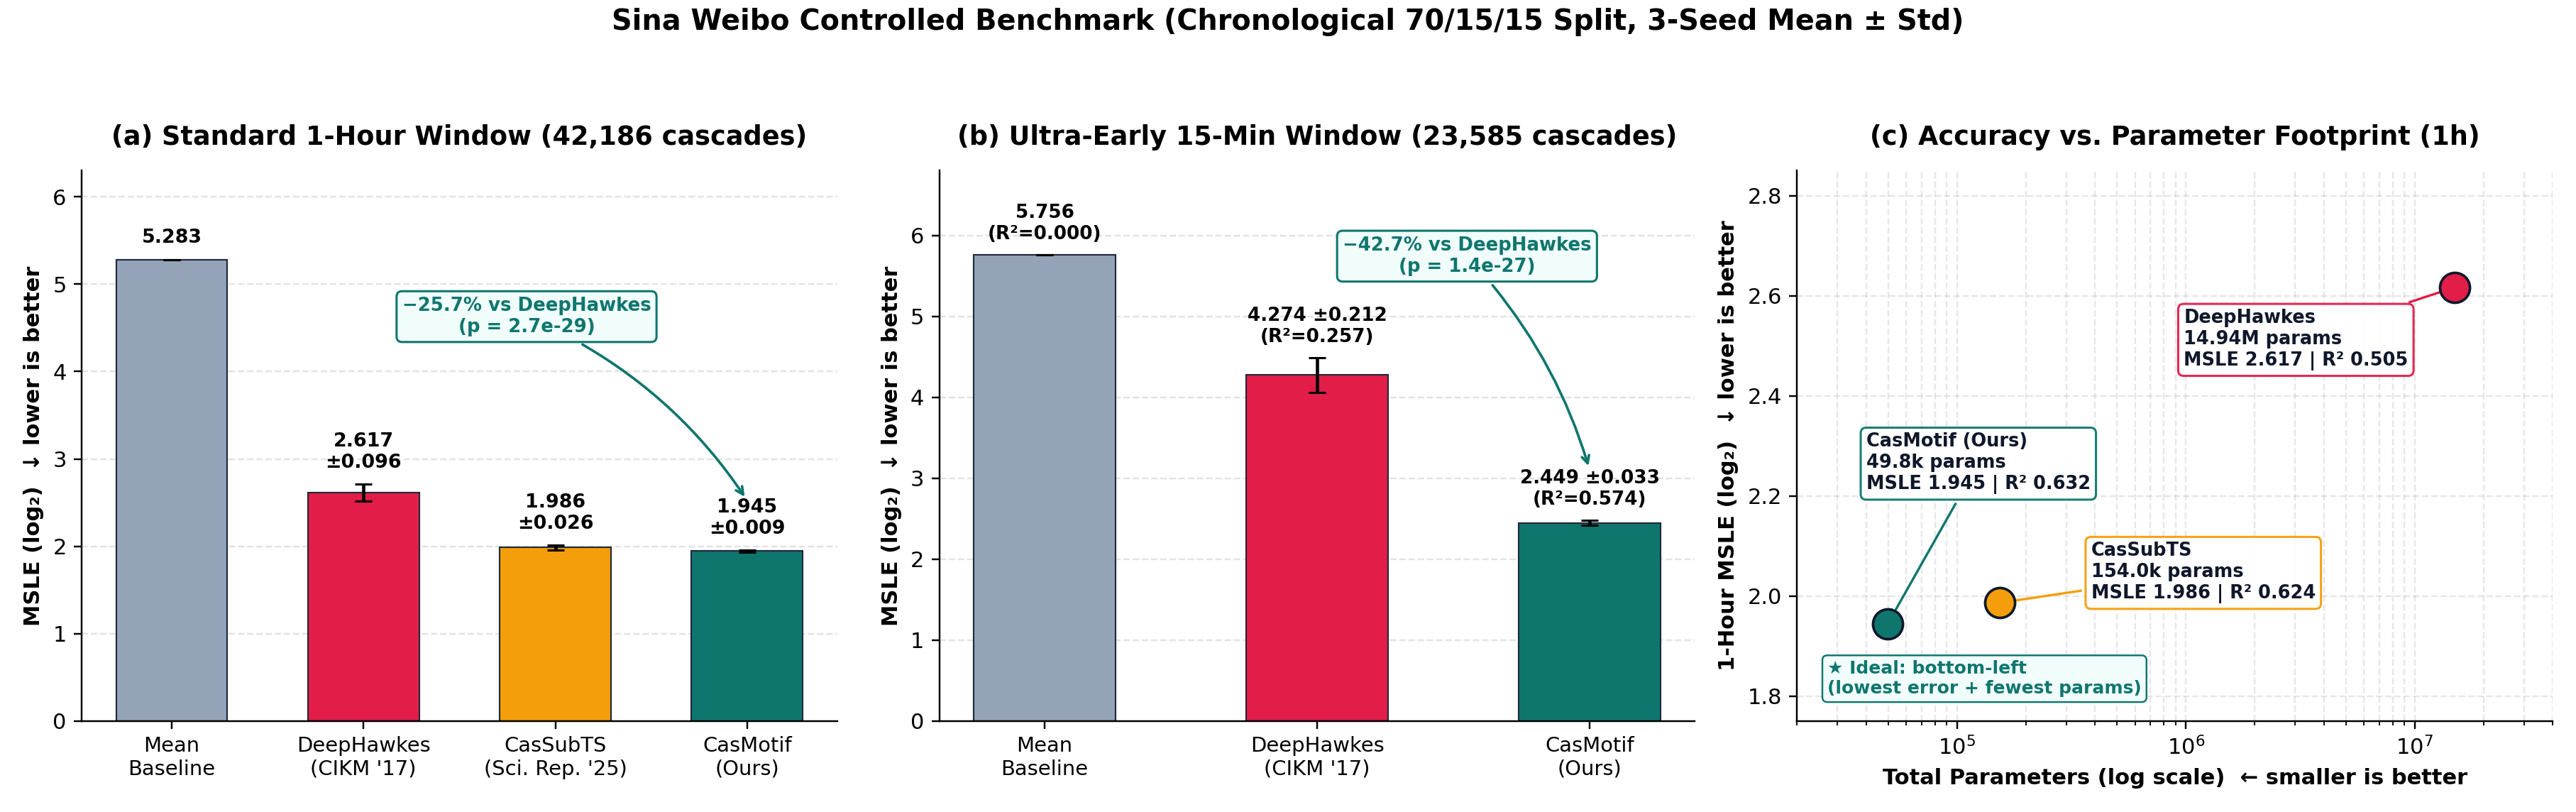 Sina Weibo Controlled Benchmark (Chronological 70/15/15 Split, 3-Seed Mean ± Std)
(a) Standard 1-Hour Window (42,186 cascades)
MSLE (log₂) ↓ lower is better
6
5
4
3
2
1
0
5.283
2.617
±0.096
1.986
±0.026
1.945
±0.009
−25.7% vs DeepHawkes
(p = 2.7e-29)
Mean
Baseline
DeepHawkes
(CIKM '17)
CasSubTS
(Sci. Rep. '25)
CasMotif
(Ours)
(b) Ultra-Early 15-Min Window (23,585 cascades)
MSLE (log₂) ↓ lower is better
6
5
4
3
2
1
0
5.756
(R²=0.000)
4.274 ±0.212
(R²=0.257)
2.449 ±0.033
(R²=0.574)
−42.7% vs DeepHawkes
(p = 1.4e-27)
Mean
Baseline
DeepHawkes
(CIKM '17)
CasMotif
(Ours)
(c) Accuracy vs. Parameter Footprint (1h)
1-Hour MSLE (log₂) ↓ lower is better
2.8
2.6
2.4
2.2
2.0
1.8
DeepHawkes
14.94M params
MSLE 2.617 | R² 0.505
CasMotif (Ours)
49.8k params
MSLE 1.945 | R² 0.632
CasSubTS
154.0k params
MSLE 1.986 | R² 0.624
★ Ideal: bottom-left
(lowest error + fewest params)
10⁵
10⁶
10⁷
Total Parameters (log scale) ← smaller is better